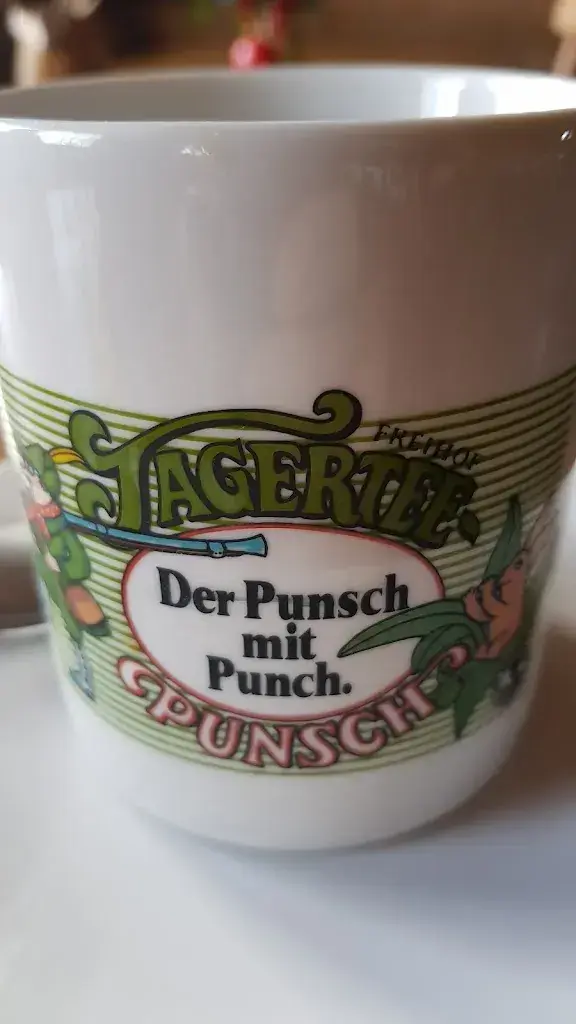 FREIHOF
JAGERTEE
Der Punsch
mit
Punch.
PUNSCH